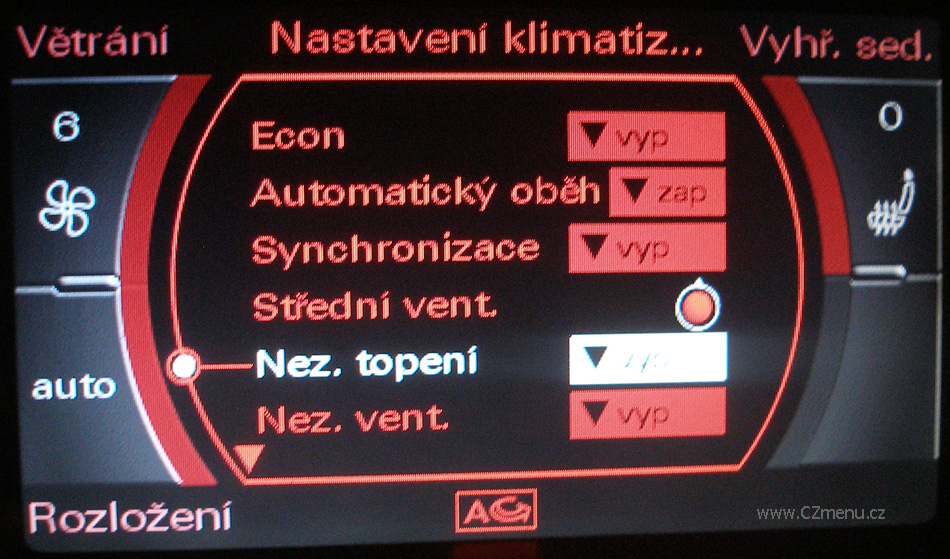 Větrání Nastavení klimatiz... Vyhř. sed.
6 0
Econ vyp
Automatický oběh zap
Synchronizace vyp
Střední vent.
Nez. topení
auto
Nez. vent. vyp
Rozložení A www.CZmenu.cz